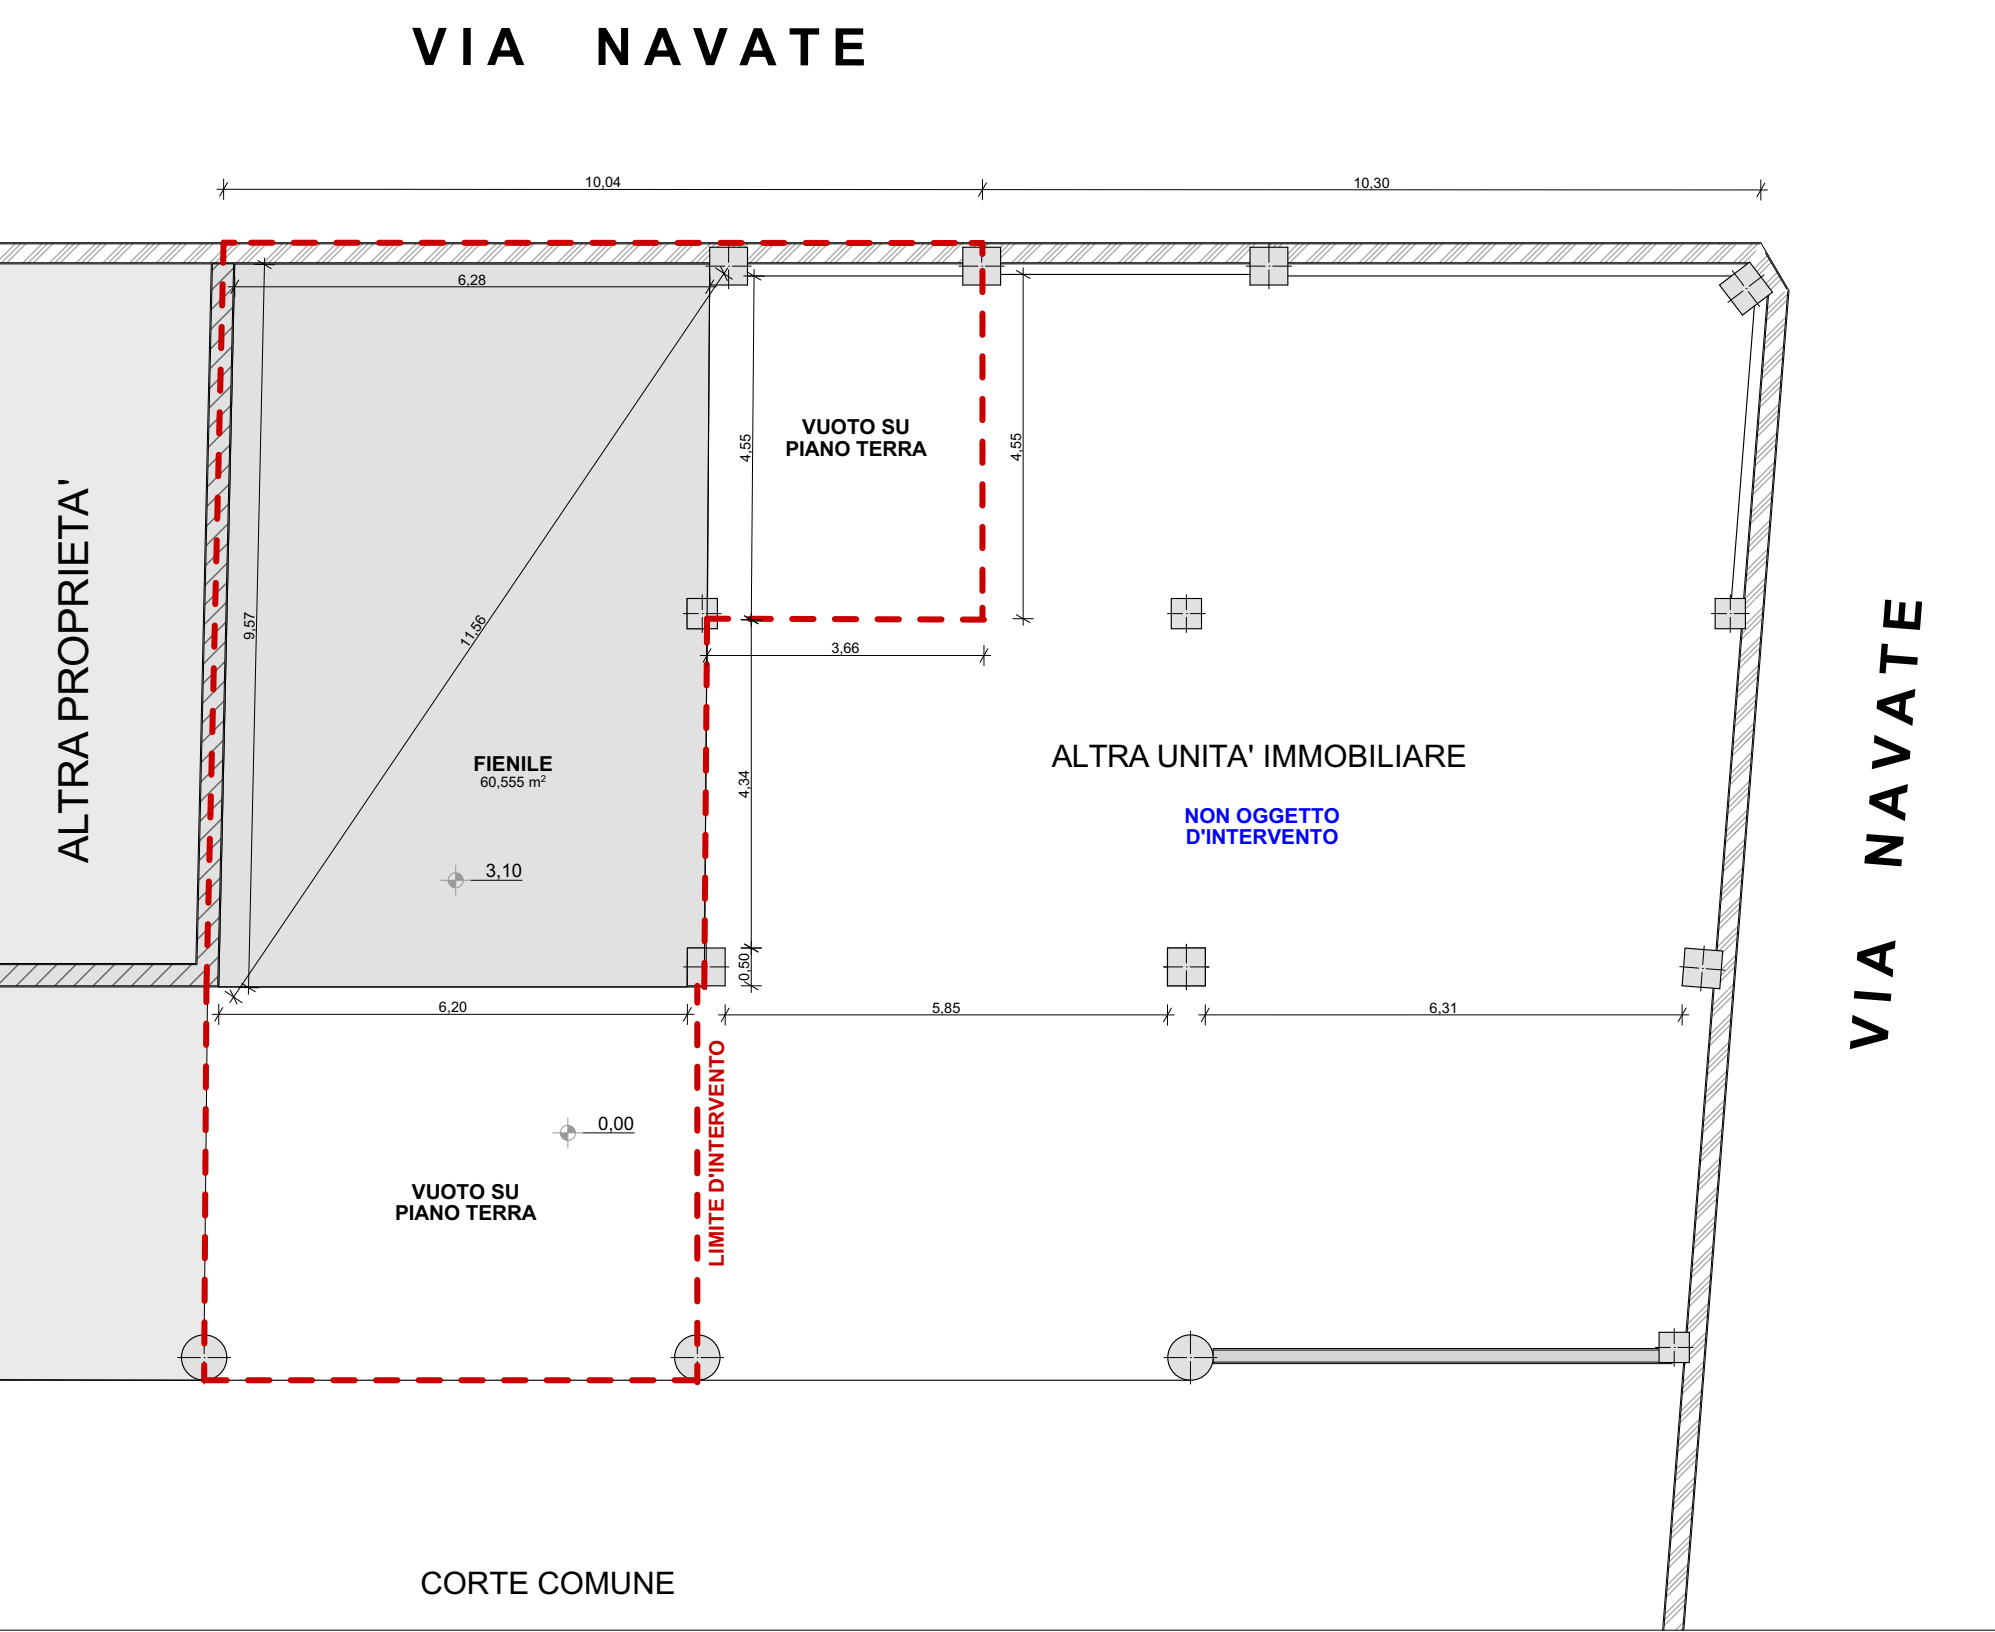 VIA NAVATE
10,04
10,30
6,28
VUOTO SU
PIANO TERRA
4,55
4,55
ALTRA PROPRIETA'
9,57
11,56
3,66
VIA NAVATE
FIENILE
60,555 m²
4,34
ALTRA UNITA' IMMOBILIARE
NON OGGETTO
D'INTERVENTO
3,10
0,50
6,20
5,85
6,31
LIMITE D'INTERVENTO
0,00
VUOTO SU
PIANO TERRA
CORTE COMUNE